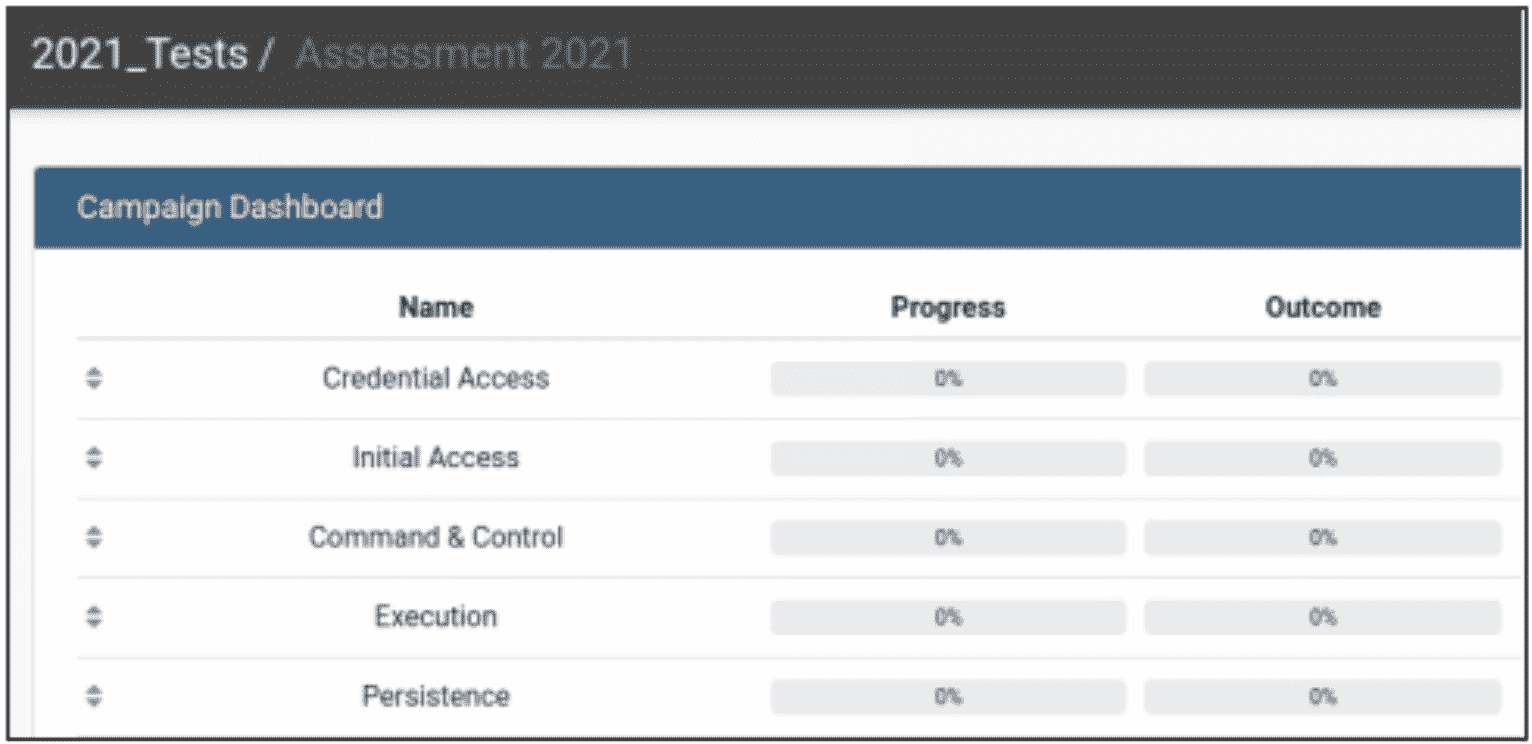 2021_Tests / Assessment 2021
Campaign Dashboard
Name Progress Outcome
Credential Access 0% 0%
Initial Access 0% 0%
Command & Control 0% 0%
Execution 0% 0%
Persistence 0% 0%